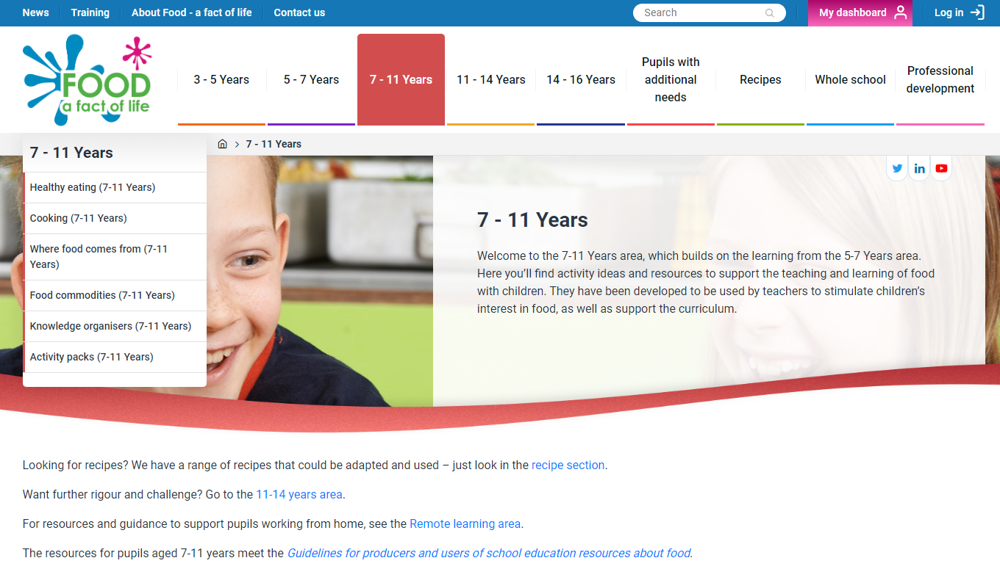 News Training About Food - a fact of life Contact us Search My dashboard Log in
FOOD
a fact of life
3 - 5 Years
5 - 7 Years
7 - 11 Years
11 - 14 Years
14 - 16 Years
Pupils with
additional
needs
Recipes
Whole school
Professional
development
7 - 11 Years
7 - 11 Years
Healthy eating (7-11 Years)
Cooking (7-11 Years)
Where food comes from (7-11
Years)
Food commodities (7-11 Years)
Knowledge organisers (7-11 Years)
Activity packs (7-11 Years)
in
7 - 11 Years
Welcome to the 7-11 Years area, which builds on the learning from the 5-7 Years area.
Here you’ll find activity ideas and resources to support the teaching and learning of food
with children. They have been developed to be used by teachers to stimulate children’s
interest in food, as well as support the curriculum.
Looking for recipes? We have a range of recipes that could be adapted and used – just look in the recipe section.
Want further rigour and challenge? Go to the 11-14 years area.
For resources and guidance to support pupils working from home, see the Remote learning area.
The resources for pupils aged 7-11 years meet the Guidelines for producers and users of school education resources about food.